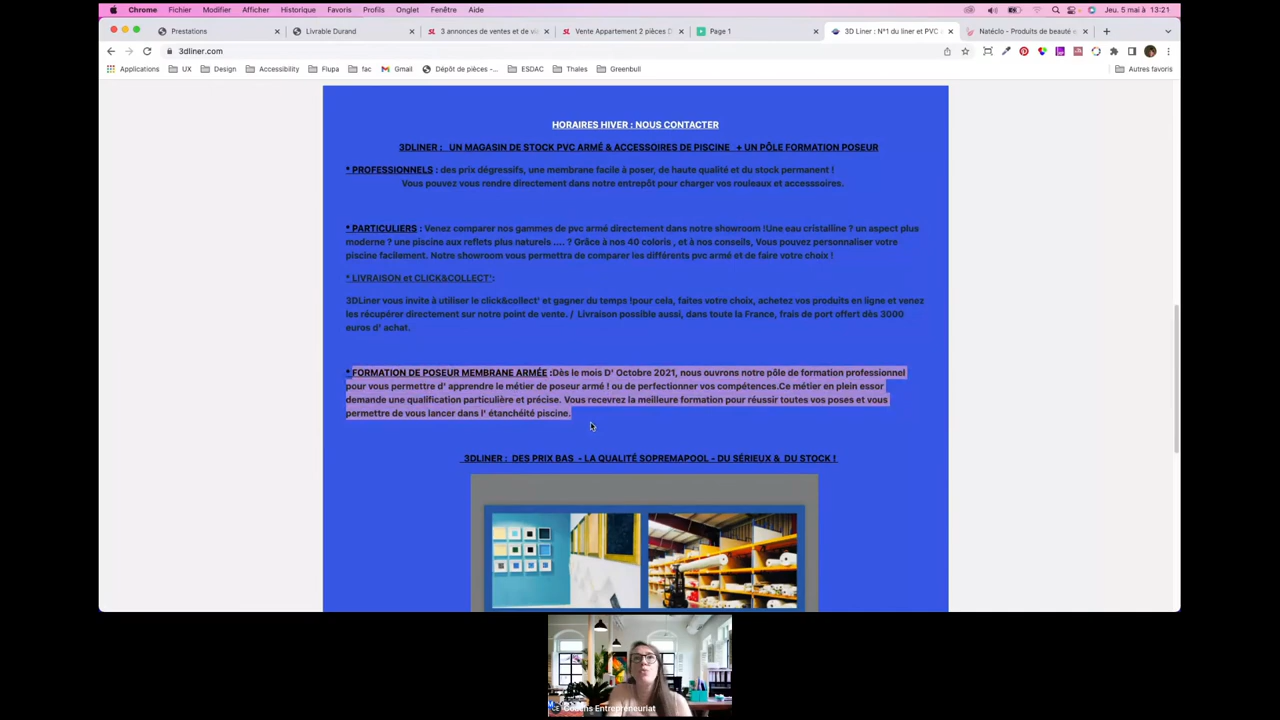 Chrome Fichier Modifier Afficher Historique Favoris Profils Onglet Fenêtre Aide Jeu. 5 mai à 13:21
Prestations Livrable Durand 3 annonces de ventes et de vi Vente Appartement 2 pièces D Page 1 3D Liner : N°1 du liner et PVC Natéclo - Produits de beauté e
3dliner.com
Applications UX Design Accessibility Flupa fac Gmail Dépôt de pièces -... ESDAC Thales Greenbull Autres favoris
HORAIRES HIVER : NOUS CONTACTER
3DLINER : UN MAGASIN DE STOCK PVC ARMÉ & ACCESSOIRES DE PISCINE + UN PÔLE FORMATION POSEUR
* PROFESSIONNELS : des prix dégressifs, une membrane facile à poser, de haute qualité et du stock permanent !
Vous pouvez vous rendre directement dans notre entrepôt pour charger vos rouleaux et accesssoires.
* PARTICULIERS : Venez comparer nos gammes de pvc armé directement dans notre showroom !Une eau cristalline ? un aspect plus
moderne ? une piscine aux reflets plus naturels .... ? Grâce à nos 40 coloris , et à nos conseils, Vous pouvez personnaliser votre
piscine facilement. Notre showroom vous permettra de comparer les différents pvc armé et de faire votre choix !
* LIVRAISON et CLICK&COLLECT':
3DLiner vous invite à utiliser le click&collect' et gagner du temps !pour cela, faites votre choix, achetez vos produits en ligne et venez
les récupérer directement sur notre point de vente. / Livraison possible aussi, dans toute la France, frais de port offert dès 3000
euros d' achat.
* FORMATION DE POSEUR MEMBRANE ARMÉE :Dès le mois D' Octobre 2021, nous ouvrons notre pôle de formation professionnel
pour vous permettre d' apprendre le métier de poseur armé ! ou de perfectionner vos compétences.Ce métier en plein essor
demande une qualification particulière et précise. Vous recevrez la meilleure formation pour réussir toutes vos poses et vous
permettre de vous lancer dans l' étanchéité piscine.
3DLINER : DES PRIX BAS - LA QUALITÉ SOPREMAPOOL - DU SÉRIEUX & DU STOCK !
Entrepreneuriat